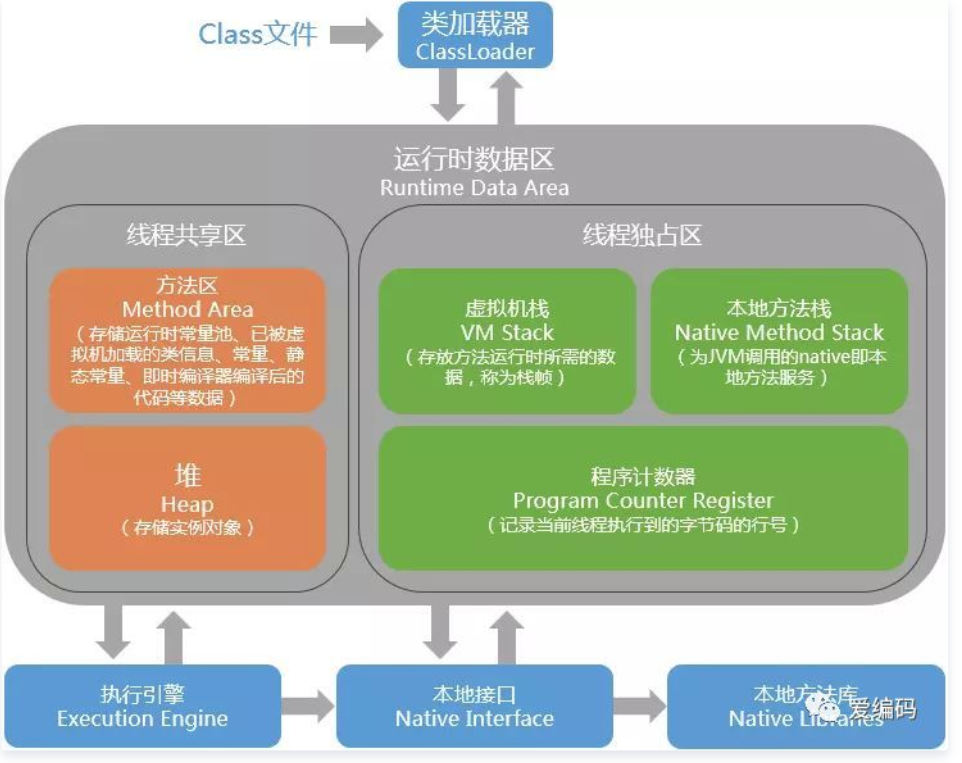 Class文件
类加载器
ClassLoader
运行时数据区
Runtime Data Area
线程共享区
方法区
Method Area
（存储运行时常量池、已被虚
拟机加载的类信息、常量、静
态常量、即时编译器编译后的
代码等数据）
堆
Heap
（存储实例对象）
线程独占区
虚拟机栈
VM Stack
（存放方法运行时所需的数
据，称为栈帧）
本地方法栈
Native Method Stack
（为JVM调用的native即本
地方法服务）
程序计数器
Program Counter Register
（记录当前线程执行到的字节码的行号）
执行引擎
Execution Engine
本地接口
Native Interface
本地方法库
Native Libraries
爱编码